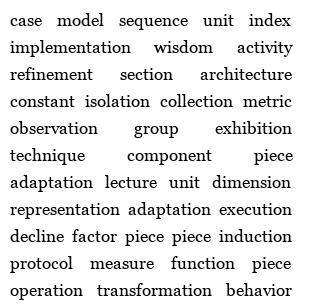 case model sequence unit index
implementation wisdom activity
refinement section architecture
constant isolation collection metric
observation group exhibition
technique component piece
adaptation lecture unit dimension
representation adaptation execution
decline factor piece piece induction
protocol measure function piece
operation transformation behavior